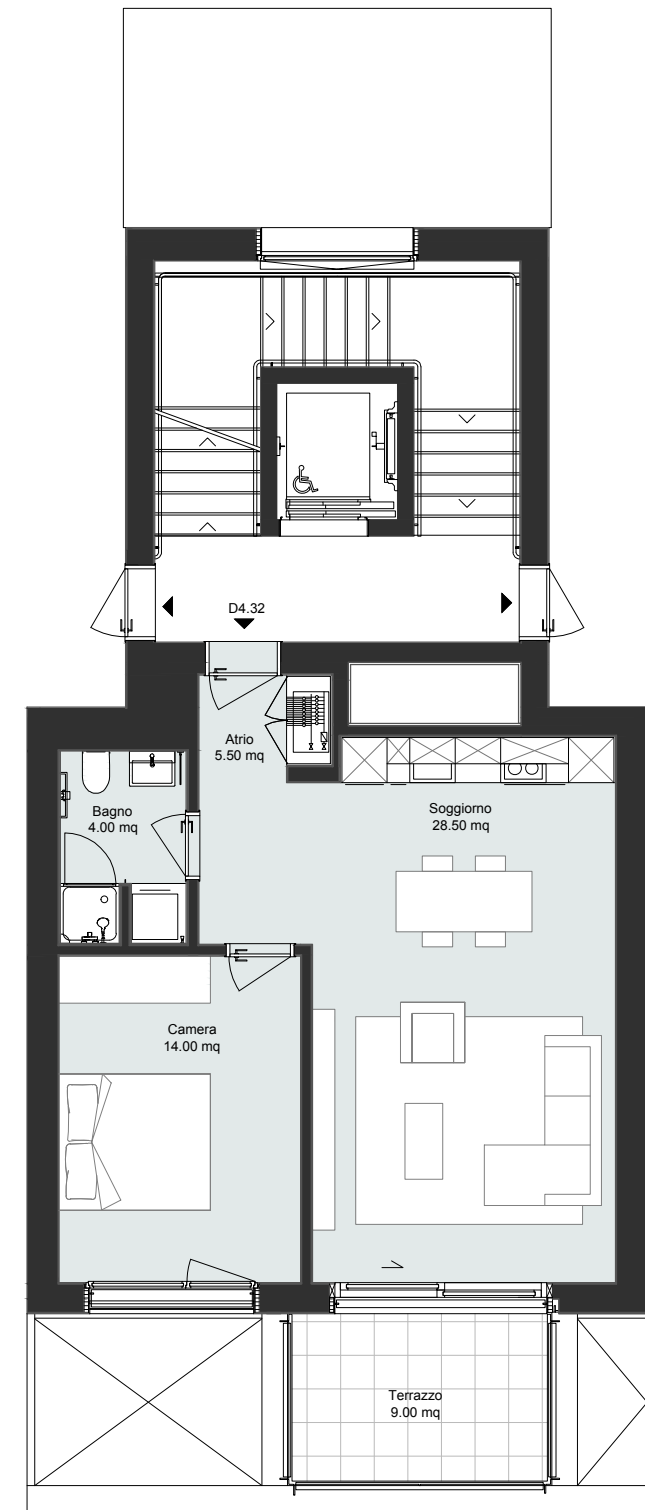 D4.32
Atrio
5.50 mq
Bagno
4.00 mq
Soggiorno
28.50 mq
Camera
14.00 mq
Terrazzo
9.00 mq